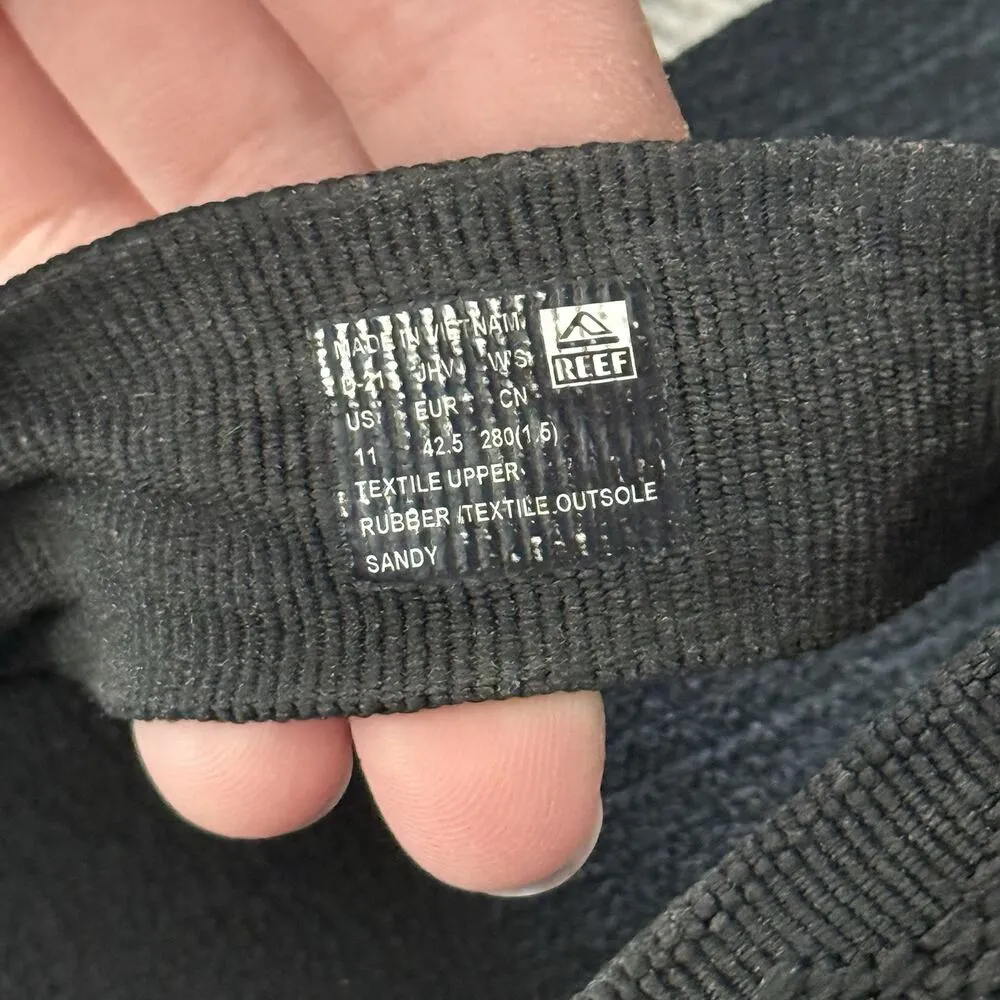 MADE IN VIETNAM
REEF
JHV W'S
US EUR CN
11 42.5 280(1.5)
TEXTILE UPPER
RUBBER /TEXTILE OUTSOLE
SANDY